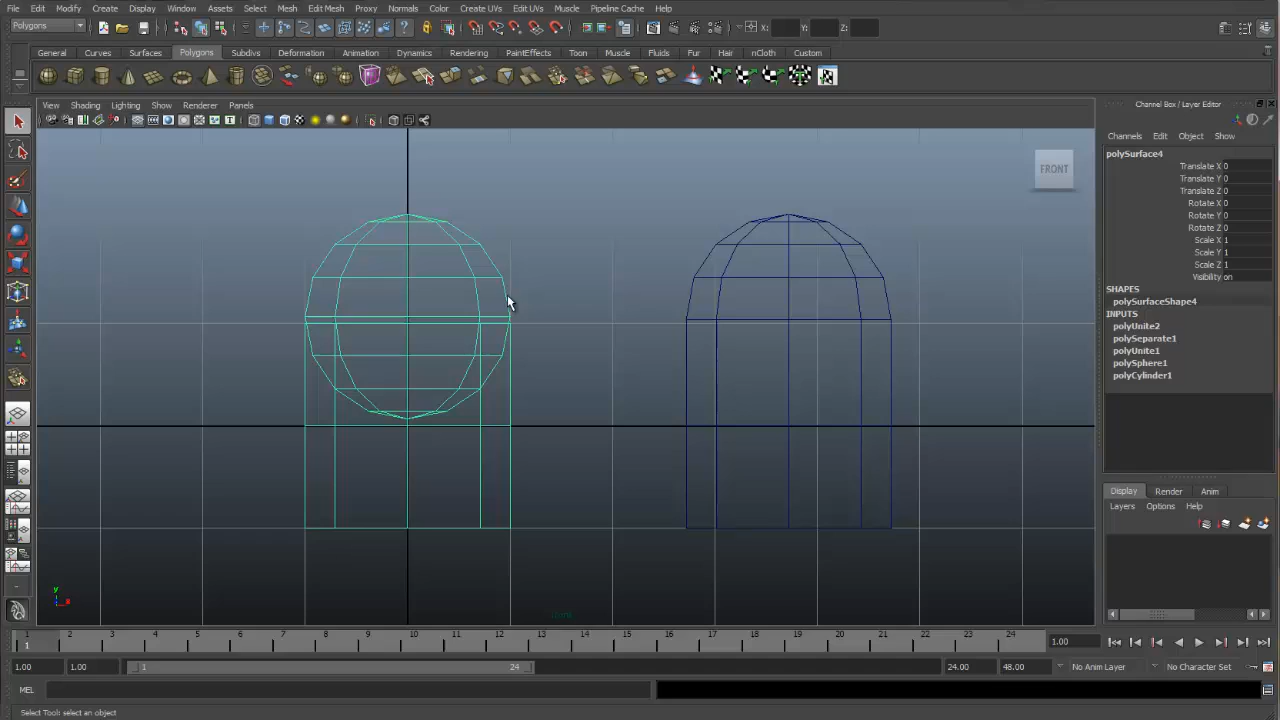 File Edit Modify Create Display Window Assets Select Mesh Edit Mesh Proxy Normals Color Create UVs Edit UVs Muscle Pipeline Cache Help
Polygons X: Y: Z:
General Curves Surfaces Polygons Subdivs Deformation Animation Dynamics Rendering PaintEffects Toon Muscle Fluids Fur Hair nCloth Custom
View Shading Lighting Show Renderer Panels
Channel Box / Layer Editor
Channels Edit Object Show
FRONT
polySurface4
Translate X 0
Translate Y 0
Translate Z 0
Rotate X 0
Rotate Y 0
Rotate Z 0
Scale X 1
Scale Y 1
Scale Z 1
Visibility on
SHAPES
polySurfaceShape4
INPUTS
polyUnite2
polySeparate1
polyUnite1
polySphere1
polyCylinder1
Display Render Anim
Layers Options Help
y
x
front
1 2 3 4 5 6 7 8 9 10 11 12 13 14 15 16 17 18 19 20 21 22 23 24
1 1.00
1.00 1.00 1 24 24.00 48.00 No Anim Layer No Character Set
MEL
Select Tool: select an object